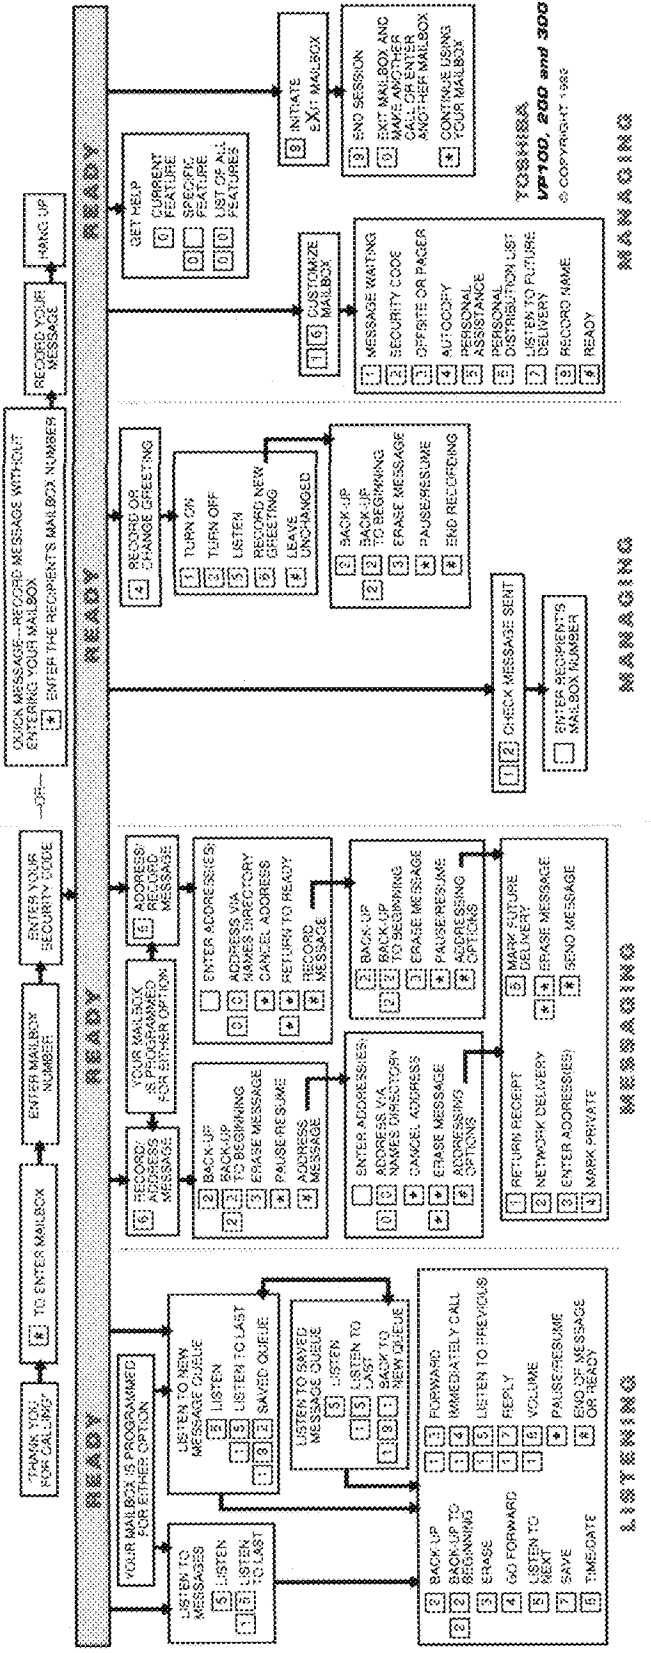 "THANK YOU
FOR CALLING"
* TO ENTER MAILBOX
ENTER MAILBOX
NUMBER
ENTER YOUR
SECURITY CODE
—OR—
QUICK MESSAGE—RECORD MESSAGE WITHOUT
ENTERING YOUR MAILBOX
* ENTER THE RECIPIENT'S MAILBOX NUMBER
RECORD YOUR
MESSAGE
HANG UP
READY
READY
READY
READY
YOUR MAILBOX IS PROGRAMMED
FOR EITHER OPTION
LISTEN TO
MESSAGES
5 LISTEN
1 5 LISTEN
TO LAST
LISTEN TO NEW
MESSAGE QUEUE
5 LISTEN
1 5 LISTEN TO LAST
1 9 2 SAVED QUEUE
LISTEN TO SAVED
MESSAGE QUEUE
5 LISTEN
1 5 LISTEN TO
LAST
1 9 1 BACK TO
NEW QUEUE
2 BACK-UP
2 2 BACK-UP TO
BEGINNING
3 ERASE
4 GO FORWARD
5 LISTEN TO
NEXT
7 SAVE
8 TIME/DATE
1 3 FORWARD
1 4 IMMEDIATELY CALL
1 5 LISTEN TO PREVIOUS
1 7 REPLY
1 8 VOLUME
* PAUSE/RESUME
# END OF MESSAGE
OR READY
LISTENING
6 RECORD/
ADDRESS
MESSAGE
YOUR MAILBOX
IS PROGRAMMED
FOR EITHER OPTION
6 ADDRESS/
RECORD
MESSAGE
2 BACK-UP
2 2 BACK-UP
TO BEGINNING
3 ERASE MESSAGE
* PAUSE/RESUME
# ADDRESS
MESSAGE
ENTER ADDRESS(ES)
0 0 ADDRESS VIA
NAMES DIRECTORY
* CANCEL ADDRESS
* * RETURN TO READY
# RECORD
MESSAGE
ENTER ADDRESS(ES)
0 0 ADDRESS VIA
NAMES DIRECTORY
* CANCEL ADDRESS
* * ERASE MESSAGE
# ADDRESSING
OPTIONS
2 BACK-UP
2 2 BACK-UP
TO BEGINNING
3 ERASE MESSAGE
* PAUSE/RESUME
# ADDRESSING
OPTIONS
1 RETURN RECEIPT
2 NETWORK DELIVERY
3 ENTER ADDRESS(ES)
4 MARK PRIVATE
MARK FUTURE
DELIVERY
* * ERASE MESSAGE
# SEND MESSAGE
MESSAGING
4 RECORD OR
CHANGE GREETING
1 TURN ON
2 TURN OFF
5 LISTEN
6 RECORD NEW
GREETING
# LEAVE
UNCHANGED
2 BACK-UP
2 2 BACK-UP
TO BEGINNING
3 ERASE MESSAGE
* PAUSE/RESUME
# END RECORDING
1 2 CHECK MESSAGE SENT
ENTER RECIPIENT'S
MAILBOX NUMBER
MANAGING
GET HELP
0 CURRENT
FEATURE
0 SPECIFIC
FEATURE
0 0 LIST OF ALL
FEATURES
1 6 CUSTOMIZE
MAILBOX
1 MESSAGE WAITING
2 SECURITY CODE
3 OFFSITE OR PAGER
4 AUTOCOPY
5 PERSONAL
ASSISTANCE
6 PERSONAL
DISTRIBUTION LIST
7 LISTEN TO FUTURE
DELIVERY
9 RECORD NAME
# READY
9 INITIATE
EXIT MAILBOX
9 END SESSION
0 EXIT MAILBOX AND
MAKE ANOTHER
CALL OR ENTER
ANOTHER MAILBOX
* CONTINUE USING
YOUR MAILBOX
TOSHIBA
VP100, 200 and 300
© COPYRIGHT
MANAGING